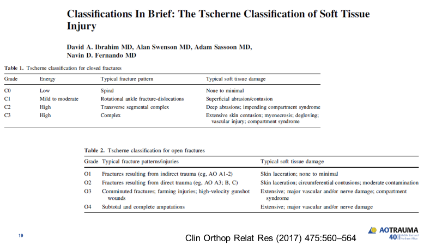 Classifications In Brief: The Tscherne Classification of Soft Tissue
Injury
David A. Ibrahim MD, Alan Swenson MD, Adam Sassoon MD,
Navin D. Fernando MD
Table 1. Tscherne classification for closed fractures
Grade Energy Typical fracture pattern Typical soft tissue damage
C0 Low Spiral None to minimal
C1 Mild to moderate Rotational ankle fracture-dislocations Superficial abrasion/contusion
C2 High Transverse segmental complex Deep abrasions; impending compartment syndrome
C3 High Complex Extensive skin contusion; myonecrosis; degloving;
vascular injury; compartment syndrome
Table 2. Tscherne classification for open fractures
Grade Typical fracture patterns/injuries Typical soft tissue damage
O1 Fractures resulting from indirect trauma (eg, AO A1-2) Skin laceration; none to minimal
O2 Fractures resulting from direct trauma (eg, AO A3; B, C) Skin laceration; circumferential contusions; moderate contamination
O3 Comminuted fractures; farming injuries; high-velocity gunshot Extensive; major vascular and/or nerve damage; compartment
wounds syndrome
O4 Subtotal and complete amputations Extensive; major vascular and/or nerve damage
Clin Orthop Relat Res (2017) 475:560–564
AOTRAUMA